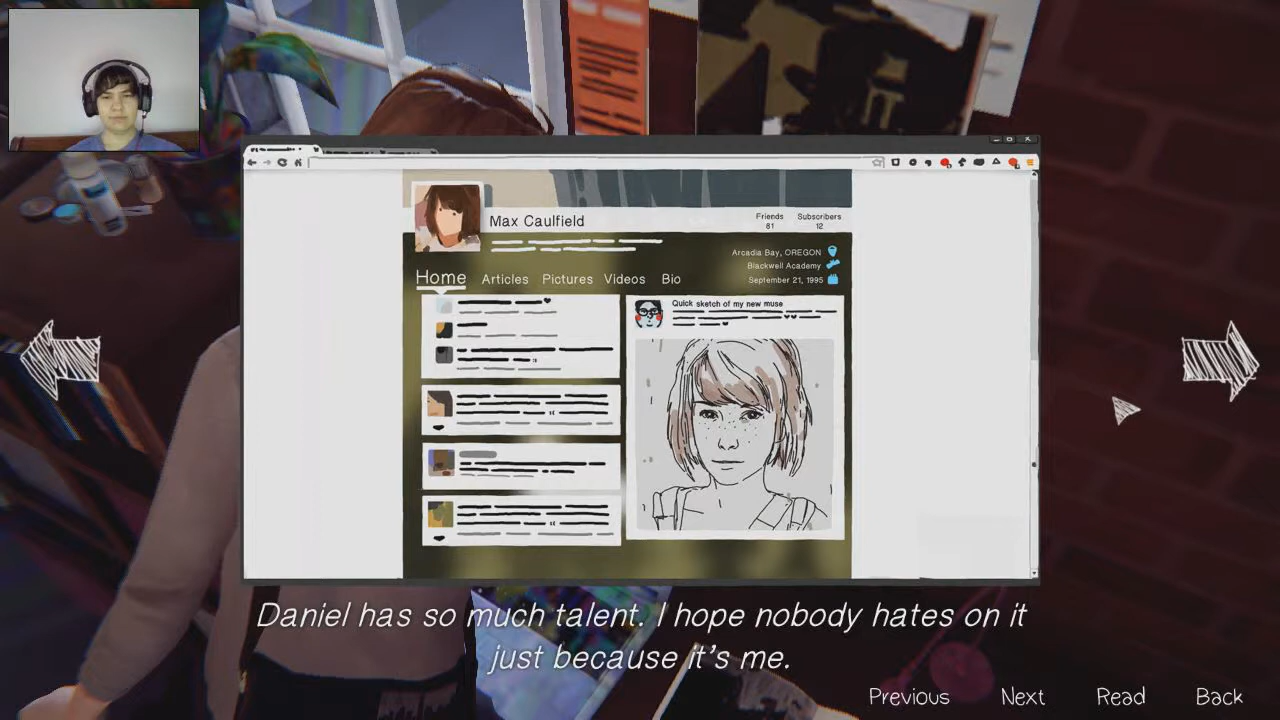 Max Caulfield
Friends
81
Subscribers
12
Arcadia Bay, OREGON
Blackwell Academy
September 21, 1995
Home Articles Pictures Videos Bio
Quick sketch of my new muse
Daniel has so much talent. I hope nobody hates on it
just because it's me.
Previous Next Read Back